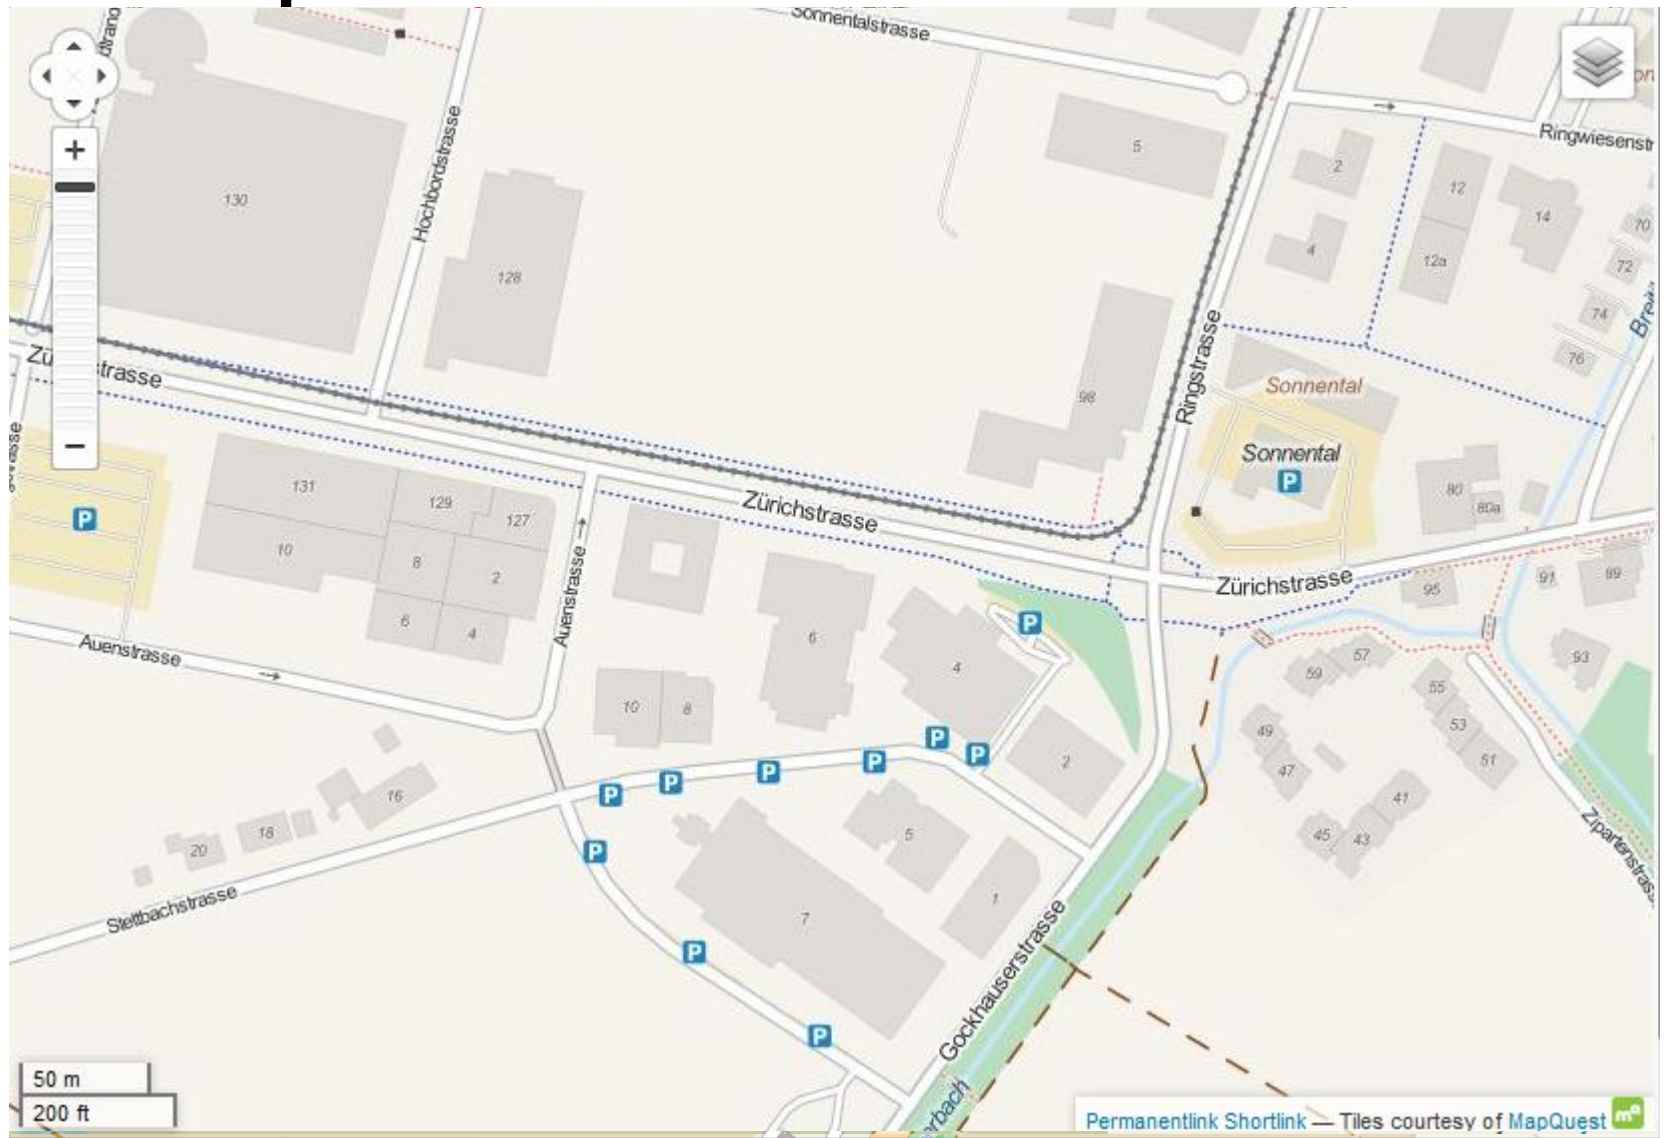 Sonnentalstrasse
Ringwiesenstr
Hochbordstrasse
130
128
5
2
4
12
12a
14
70
72
74
76
Ringstrasse
Sonnental
98
Sonnental
P
80
80a
+
−
strasse
P
131
129
127
10
8
2
6
4
Auenstrasse
Zürichstrasse
Zürichstrasse
6
4
P
10
8
95
91
89
93
Auenstrasse
59
57
55
53
51
49
47
45
43
41
P
P
P
P
P
P
2
16
18
20
5
P
7
1
Stettbachstrasse
Zipartenstrasse
P
Gockhauserstrasse
P
50 m
200 ft
Permanentlink Shortlink — Tiles courtesy of MapQuest